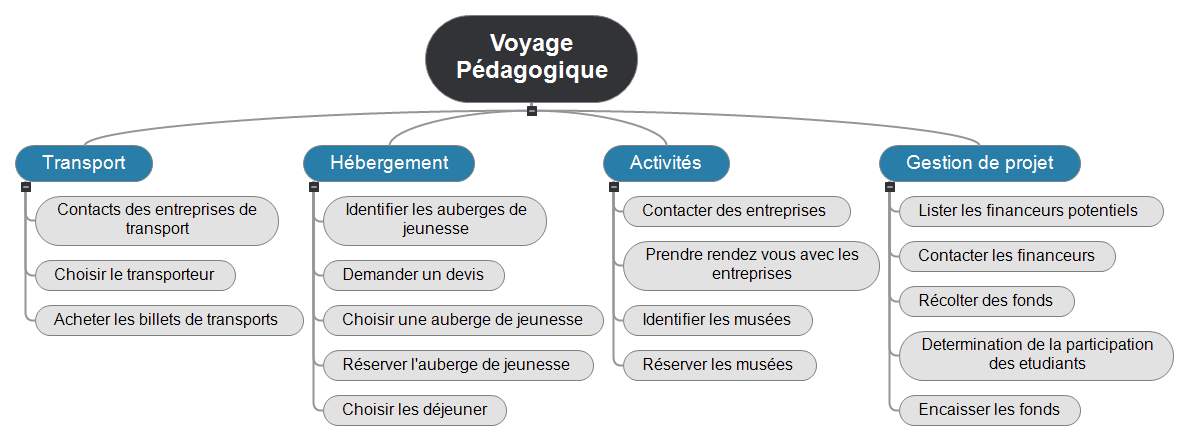 Voyage
Pédagogique
Transport
Contacts des entreprises de
transport
Choisir le transporteur
Acheter les billets de transports
Hébergement
Identifier les auberges de
jeunesse
Demander un devis
Choisir une auberge de jeunesse
Réserver l'auberge de jeunesse
Choisir les déjeuner
Activités
Contacter des entreprises
Prendre rendez vous avec les
entreprises
Identifier les musées
Réserver les musées
Gestion de projet
Lister les financeurs potentiels
Contacter les financeurs
Récolter des fonds
Determination de la participation
des etudiants
Encaisser les fonds